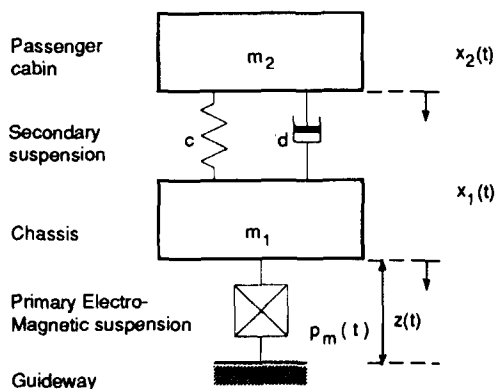 Passenger
cabin
m2
x2(t)
Secondary
suspension
c
d
x1(t)
Chassis
m1
Primary Electro-
Magnetic suspension
pm(t)
z(t)
Guideway